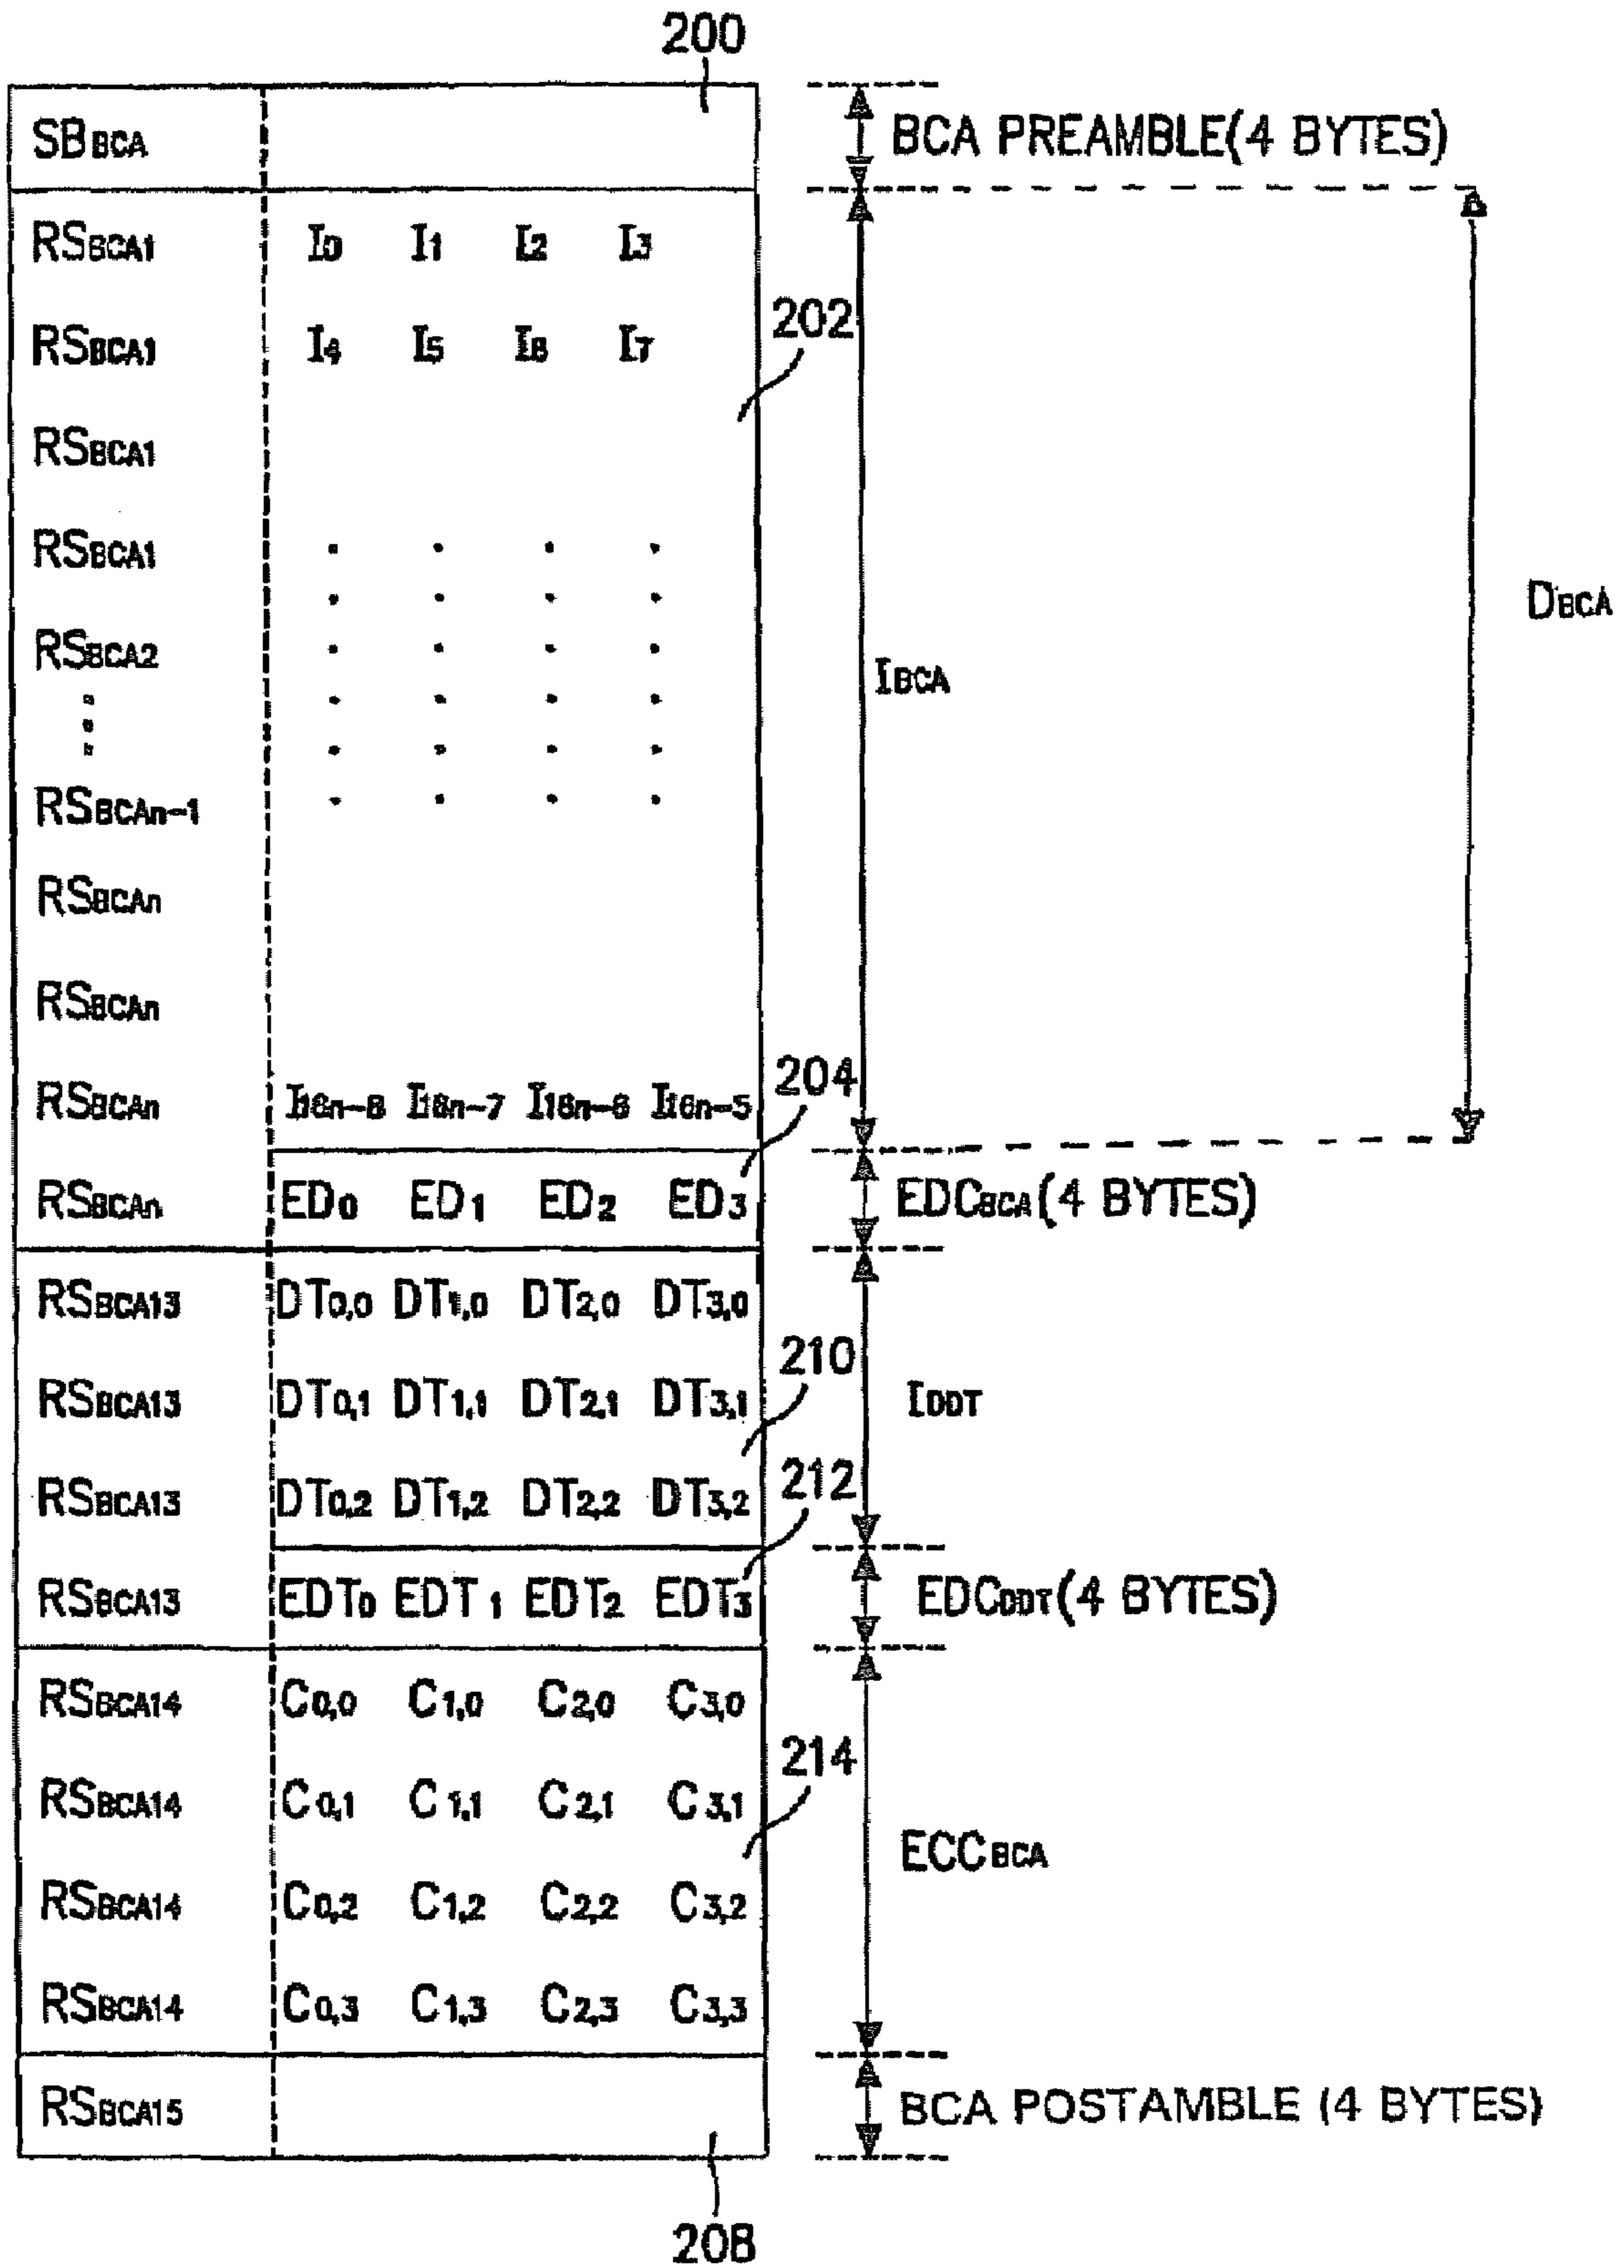 200
SBBCA
BCA PREAMBLE(4 BYTES)
RSBCA1 I0 I1 I2 I3
202
RSBCA1 I4 I5 I6 I7
RSBCA1
RSBCA1 . . . .
. . . .
DBCA
RSBCA2 . . . .
IBCA
. . . .
. . . .
RSBCAn-1 . . . .
RSBCAn
RSBCAn
204
RSBCAn I16n-8 I16n-7 I16n-6 I16n-5
RSBCAn ED0 ED1 ED2 ED3 EDCBCA(4 BYTES)
RSBCA13 DT0,0 DT1,0 DT2,0 DT3,0
210
RSBCA13 DT0,1 DT1,1 DT2,1 DT3,1 IDDT
212
RSBCA13 DT0,2 DT1,2 DT2,2 DT3,2
RSBCA13 EDT0 EDT1 EDT2 EDT3 EDCDDT(4 BYTES)
RSBCA14 C0,0 C1,0 C2,0 C3,0
214
RSBCA14 C0,1 C1,1 C2,1 C3,1
ECCBCA
RSBCA14 C0,2 C1,2 C2,2 C3,2
RSBCA14 C0,3 C1,3 C2,3 C3,3
RSBCA15 BCA POSTAMBLE (4 BYTES)
208